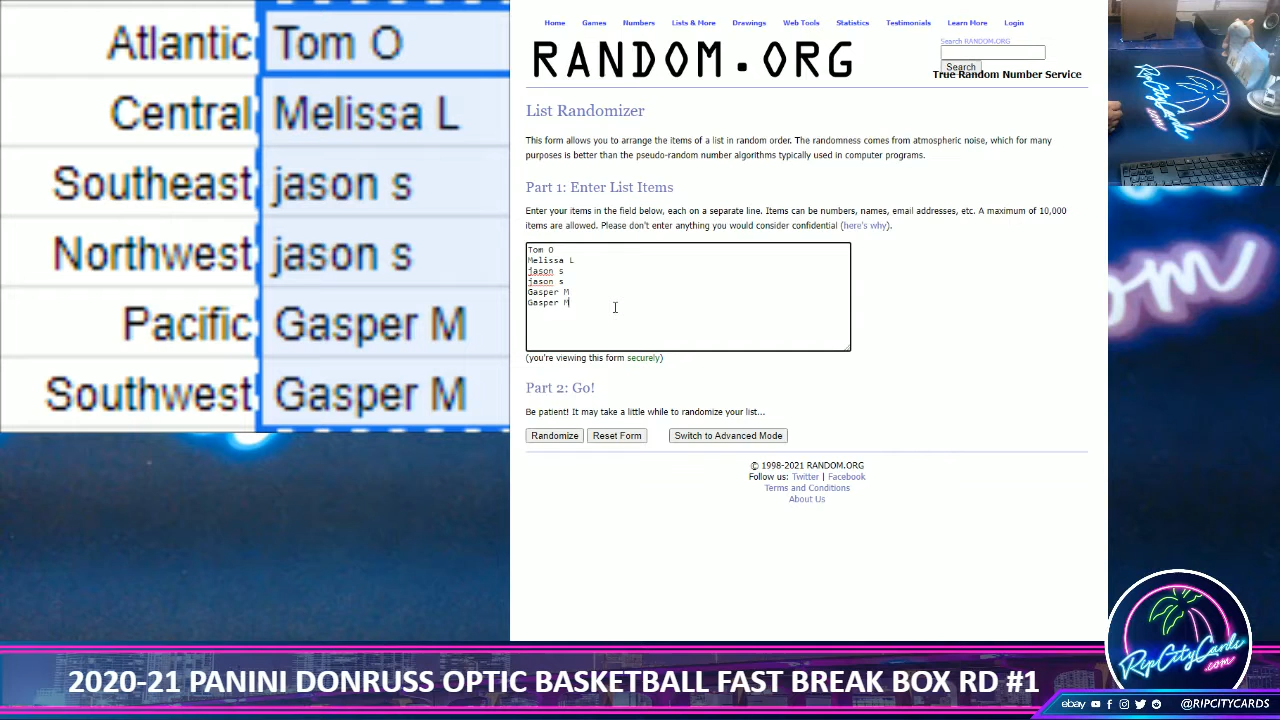 Atlantic Tom O
Central Melissa L
Southeast jason s
Northwest jason s
Pacific Gasper M
Southwest Gasper M
Home Games Numbers Lists & More Drawings Web Tools Statistics Testimonials Learn More Login
RANDOM.ORG
Search RANDOM.ORG
Search
True Random Number Service
List Randomizer
This form allows you to arrange the items of a list in random order. The randomness comes from atmospheric noise, which for many
purposes is better than the pseudo-random number algorithms typically used in computer programs.
Part 1: Enter List Items
Enter your items in the field below, each on a separate line. Items can be numbers, names, email addresses, etc. A maximum of 10,000
items are allowed. Please don't enter anything you would consider confidential (here's why).
Tom O
Melissa L
jason s
jason s
Gasper M
Gasper M
(you're viewing this form securely)
Part 2: Go!
Be patient! It may take a little while to randomize your list...
Randomize Reset Form Switch to Advanced Mode
© 1998-2021 RANDOM.ORG
Follow us: Twitter | Facebook
Terms and Conditions
About Us
RipCityCards
om
RipCityCards
.com
2020-21 PANINI DONRUSS OPTIC BASKETBALL FAST BREAK BOX RD #1
ebay @RIPCITYCARDS